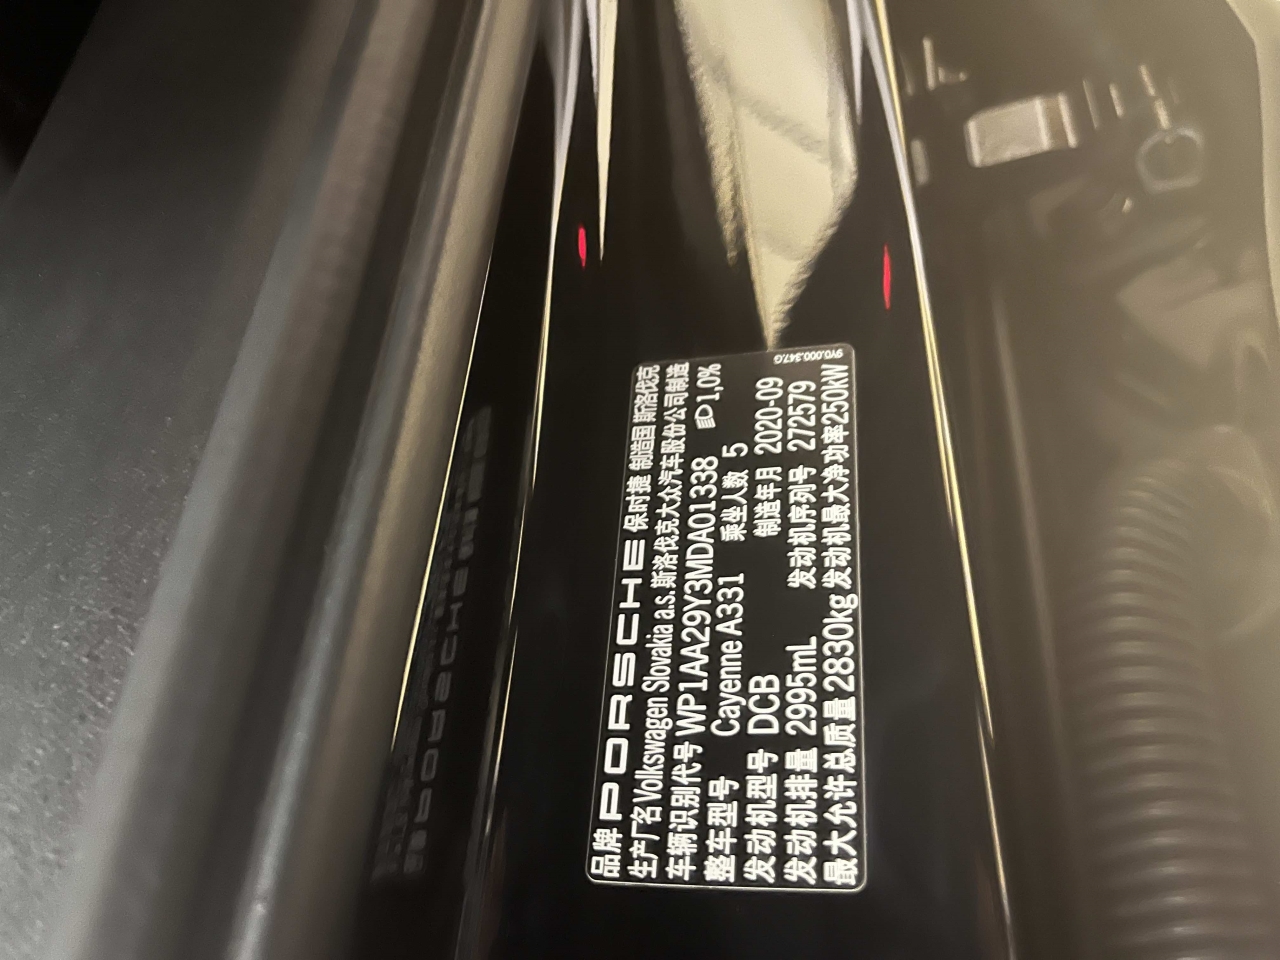 品牌 PORSCHE 保时捷 制造国 斯洛伐克
生产厂名 Volkswagen Slovakia a.s. 斯洛伐克大众汽车股份公司制造
车辆识别代号 WP1AA29Y3MDA01338 1,0%
整车型号 Cayenne A331 乘坐人数 5
发动机型号 DCB 制造年月 2020-09
发动机排量 2995mL 发动机序列号 272579
最大允许总质量 2830kg 发动机最大净功率 250kW
9Y0.000.347.G